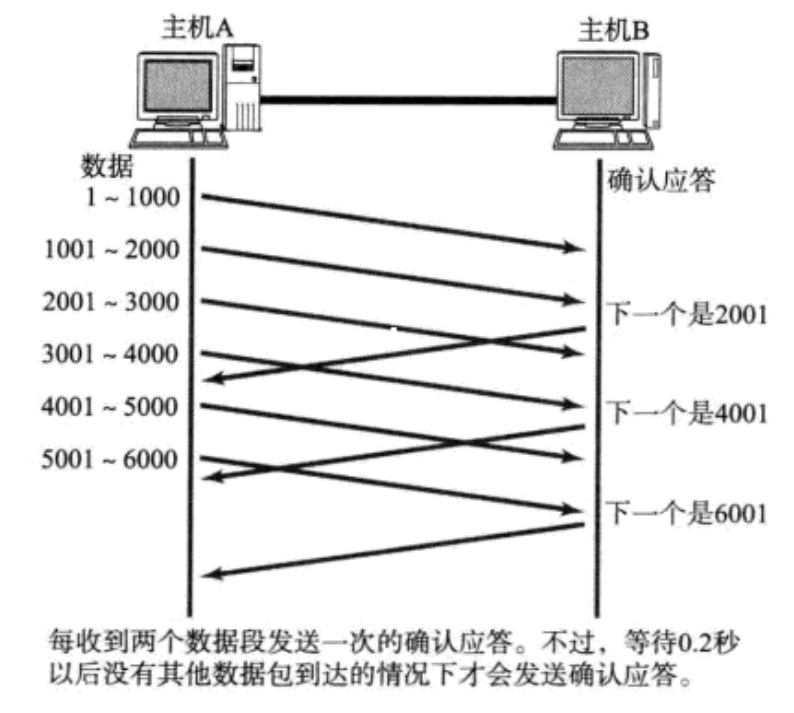 主机A
主机B
数据
确认应答
1 ~ 1000
1001 ~ 2000
2001 ~ 3000
下一个是2001
3001 ~ 4000
4001 ~ 5000
下一个是4001
5001 ~ 6000
下一个是6001
每收到两个数据段发送一次的确认应答。不过，等待0.2秒
以后没有其他数据包到达的情况下才会发送确认应答。